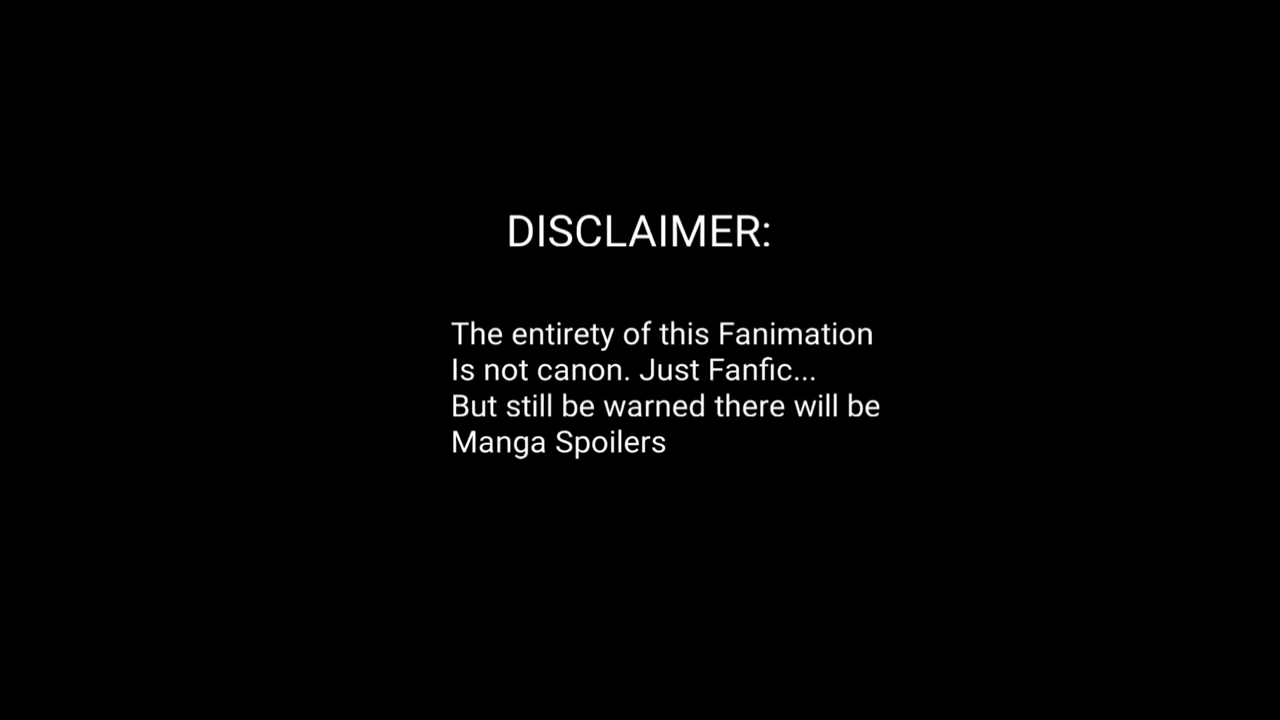 DISCLAIMER:
The entirety of this Fanimation
Is not canon. Just Fanfic...
But still be warned there will be
Manga Spoilers